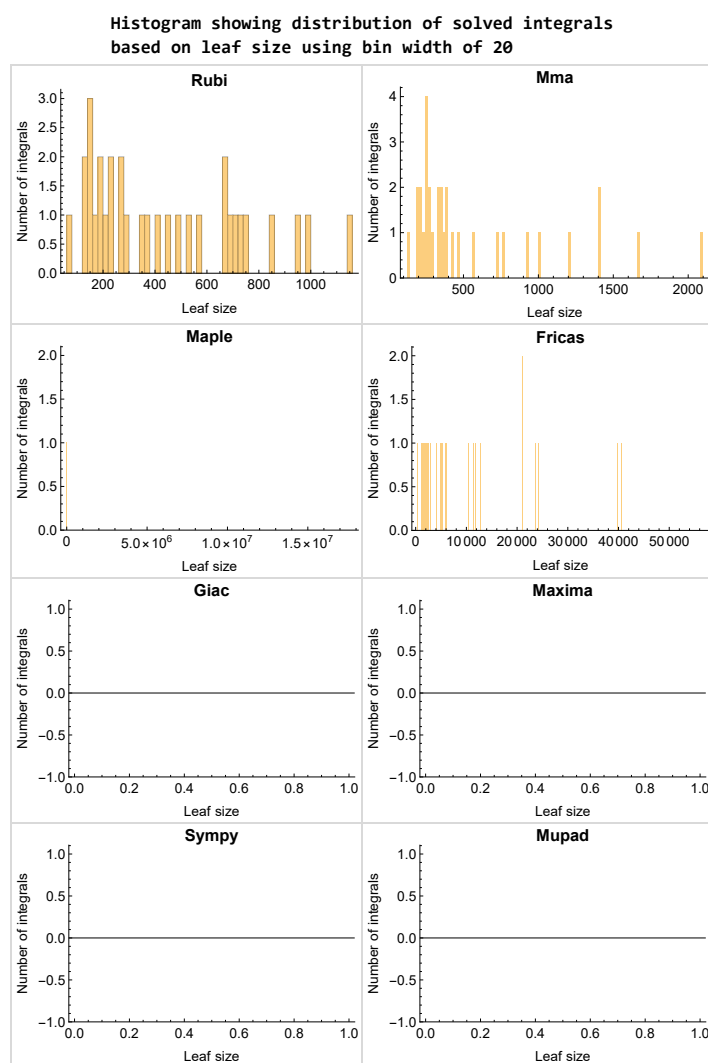 Histogram showing distribution of solved integrals
based on leaf size using bin width of 20
Rubi
Number of integrals
3.0
2.5
2.0
1.5
1.0
0.5
0.0
200 400 600 800 1000
Leaf size
Mma
Number of integrals
4
3
2
1
0
500 1000 1500 2000
Leaf size
Maple
Number of integrals
2.0
1.5
1.0
0.5
0.0
0 5.0×10⁶ 1.0×10⁷ 1.5×10⁷
Leaf size
Fricas
Number of integrals
2.0
1.5
1.0
0.5
0.0
0 10000 20000 30000 40000 50000
Leaf size
Giac
Number of integrals
1.0
0.5
0.0
−0.5
−1.0
0.0 0.2 0.4 0.6 0.8 1.0
Leaf size
Maxima
Number of integrals
1.0
0.5
0.0
−0.5
−1.0
0.0 0.2 0.4 0.6 0.8 1.0
Leaf size
Sympy
Number of integrals
1.0
0.5
0.0
−0.5
−1.0
0.0 0.2 0.4 0.6 0.8 1.0
Leaf size
Mupad
Number of integrals
1.0
0.5
0.0
−0.5
−1.0
0.0 0.2 0.4 0.6 0.8 1.0
Leaf size